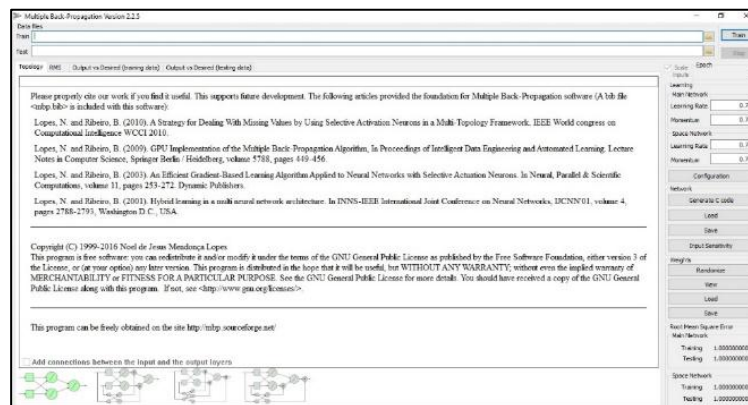 Multiple Back-Propagation Version 2.2.5
Data files
Train
Train
Test
Stop
Topology RMS Output vs Desired (training data) Output vs Desired (testing data)
Scale Inputs
Epoch
Please properly cite our work if you find it useful. This supports future development. The following articles provided the foundation for Multiple Back-Propagation software (A bib file
<mbp.bib> is included with this software):
Lopes, N. and Ribeiro, B. (2010). A Strategy for Dealing With Missing Values by Using Selective Activation Neurons in a Multi-Topology Framework. IEEE World congress on
Computational Intelligence WCCI 2010.
Lopes, N. and Ribeiro, B. (2009). GPU Implementation of the Multiple Back-Propagation Algorithm, In Proceedings of Intelligent Data Engineering and Automated Learning. Lecture
Notes in Computer Science, Springer Berlin / Heidelberg, volume 5788, pages 449-456.
Lopes, N. and Ribeiro, B. (2003). An Efficient Gradient-Based Learning Algorithm Applied to Neural Networks with Selective Actuation Neurons. In Neural, Parallel & Scientific
Computations, volume 11, pages 253-272. Dynamic Publishers.
Lopes, N. and Ribeiro, B. (2001). Hybrid learning in a multi neural network architecture. In INNS-IEEE International Joint Conference on Neural Networks, IJCNN'01, volume 4,
pages 2788-2793, Washington D.C., USA.
Copyright (C) 1999-2016 Noel de Jesus Mendonça Lopes
This program is free software: you can redistribute it and/or modify it under the terms of the GNU General Public License as published by the Free Software Foundation, either version 3 of
the License, or (at your option) any later version. This program is distributed in the hope that it will be useful, but WITHOUT ANY WARRANTY; without even the implied warranty of
MERCHANTABILITY or FITNESS FOR A PARTICULAR PURPOSE. See the GNU General Public License for more details. You should have received a copy of the GNU General
Public License along with this program. If not, see <http://www.gnu.org/licenses/>.
This program can be freely obtained on the site http://mbp.sourceforge.net/
Add connections between the input and the output layers
Learning
Main Network
Learning Rate 0.7
Momentum 0.7
Space Network
Learning Rate 0.7
Momentum 0.7
Configuration
Network
Generate C code
Load
Save
Input Sensitivity
Weights
Randomize
View
Load
Save
Root Mean Square Error
Main Network
Training 1.000000000
Testing 1.000000000
Space Network
Training 1.000000000
Testing 1.000000000